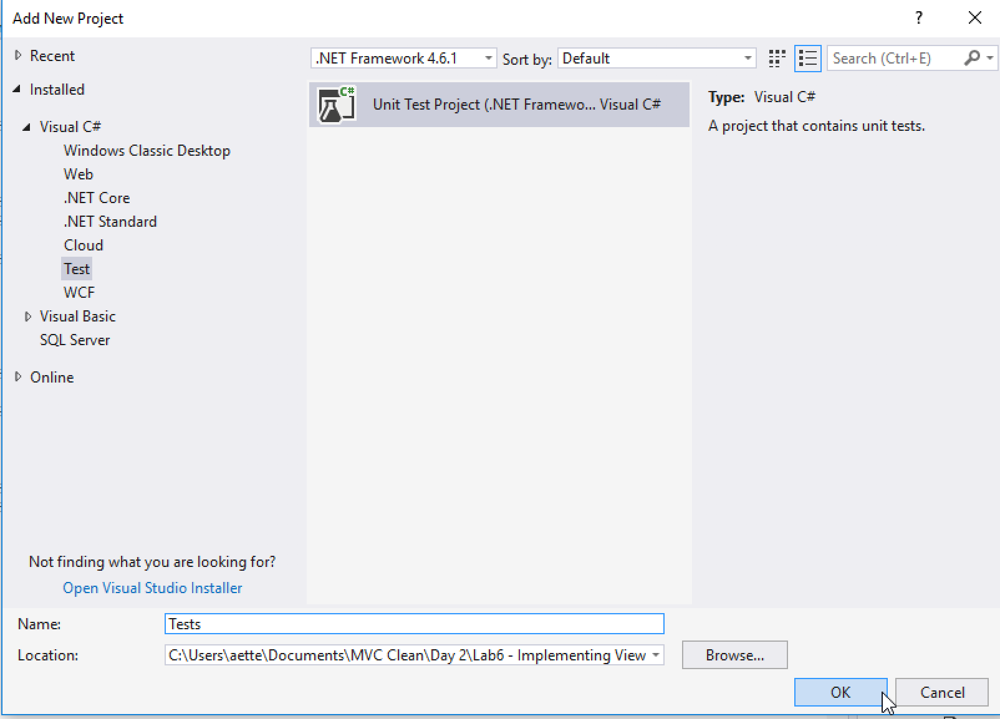 Add New Project
?
Recent
Installed
Visual C#
Windows Classic Desktop
Web
.NET Core
.NET Standard
Cloud
Test
WCF
Visual Basic
SQL Server
Online
Not finding what you are looking for?
Open Visual Studio Installer
.NET Framework 4.6.1 Sort by: Default Search (Ctrl+E)
C# Unit Test Project (.NET Framewo... Visual C#
Type: Visual C#
A project that contains unit tests.
Name: Tests
Location: C:\Users\aette\Documents\MVC Clean\Day 2\Lab6 - Implementing View Browse...
OK Cancel